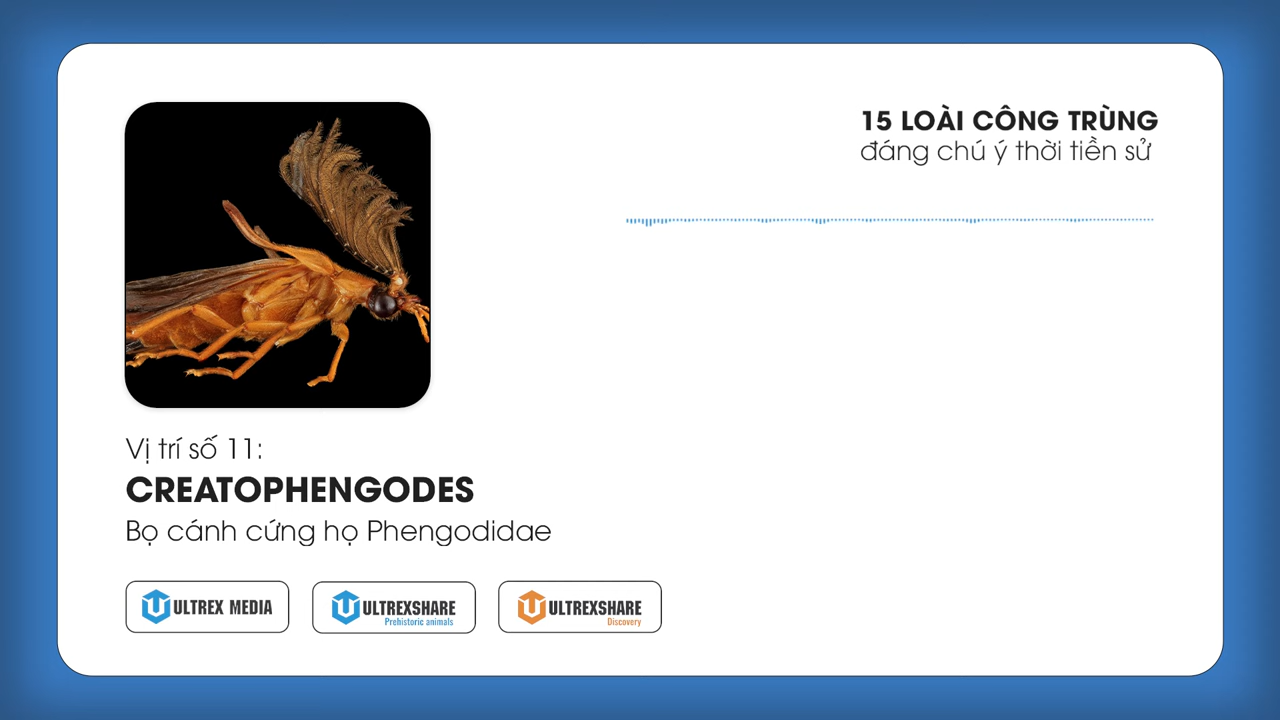 15 LOÀI CÔNG TRÙNG
đáng chú ý thời tiền sử
Vị trí số 11:
CREATOPHENGODES
Bọ cánh cứng họ Phengodidae
ULTREX MEDIA
ULTREXSHARE
Prehistoric animals
ULTREXSHARE
Discovery